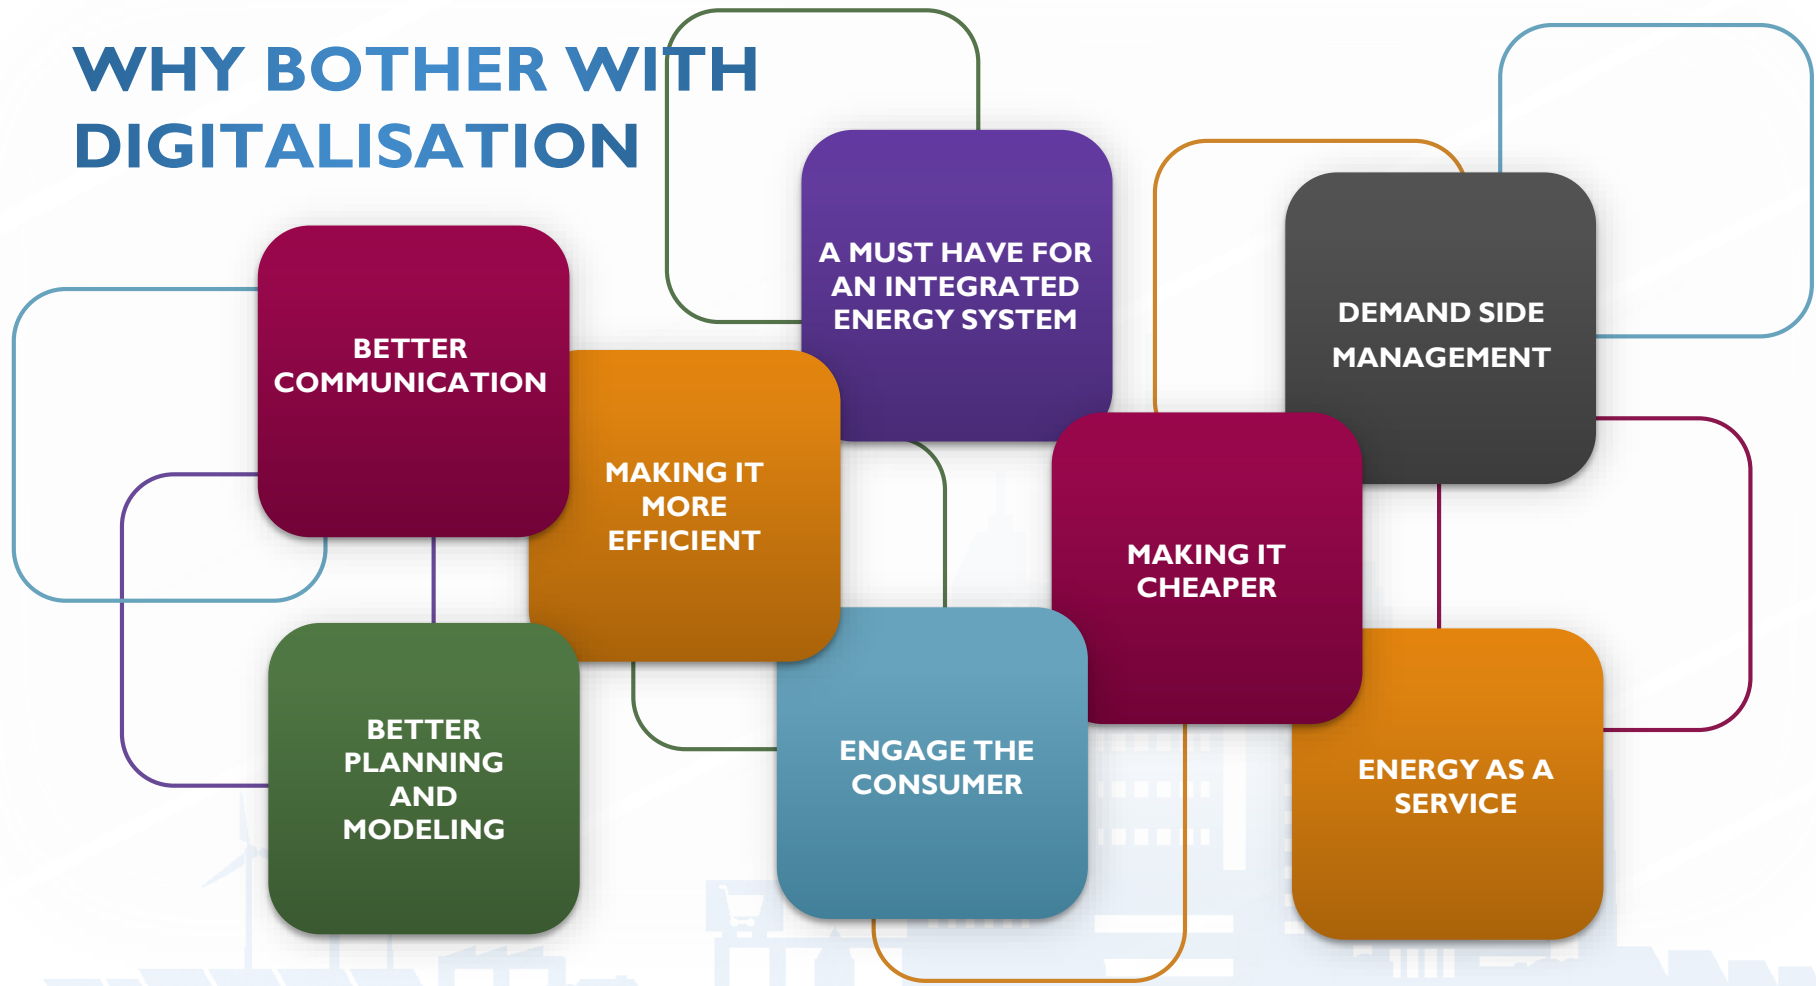 WHY BOTHER WITH
DIGITALISATION
BETTER
COMMUNICATION
MAKING IT
MORE
EFFICIENT
A MUST HAVE FOR
AN INTEGRATED
ENERGY SYSTEM
DEMAND SIDE
MANAGEMENT
MAKING IT
CHEAPER
BETTER
PLANNING
AND
MODELING
ENGAGE THE
CONSUMER
ENERGY AS A
SERVICE